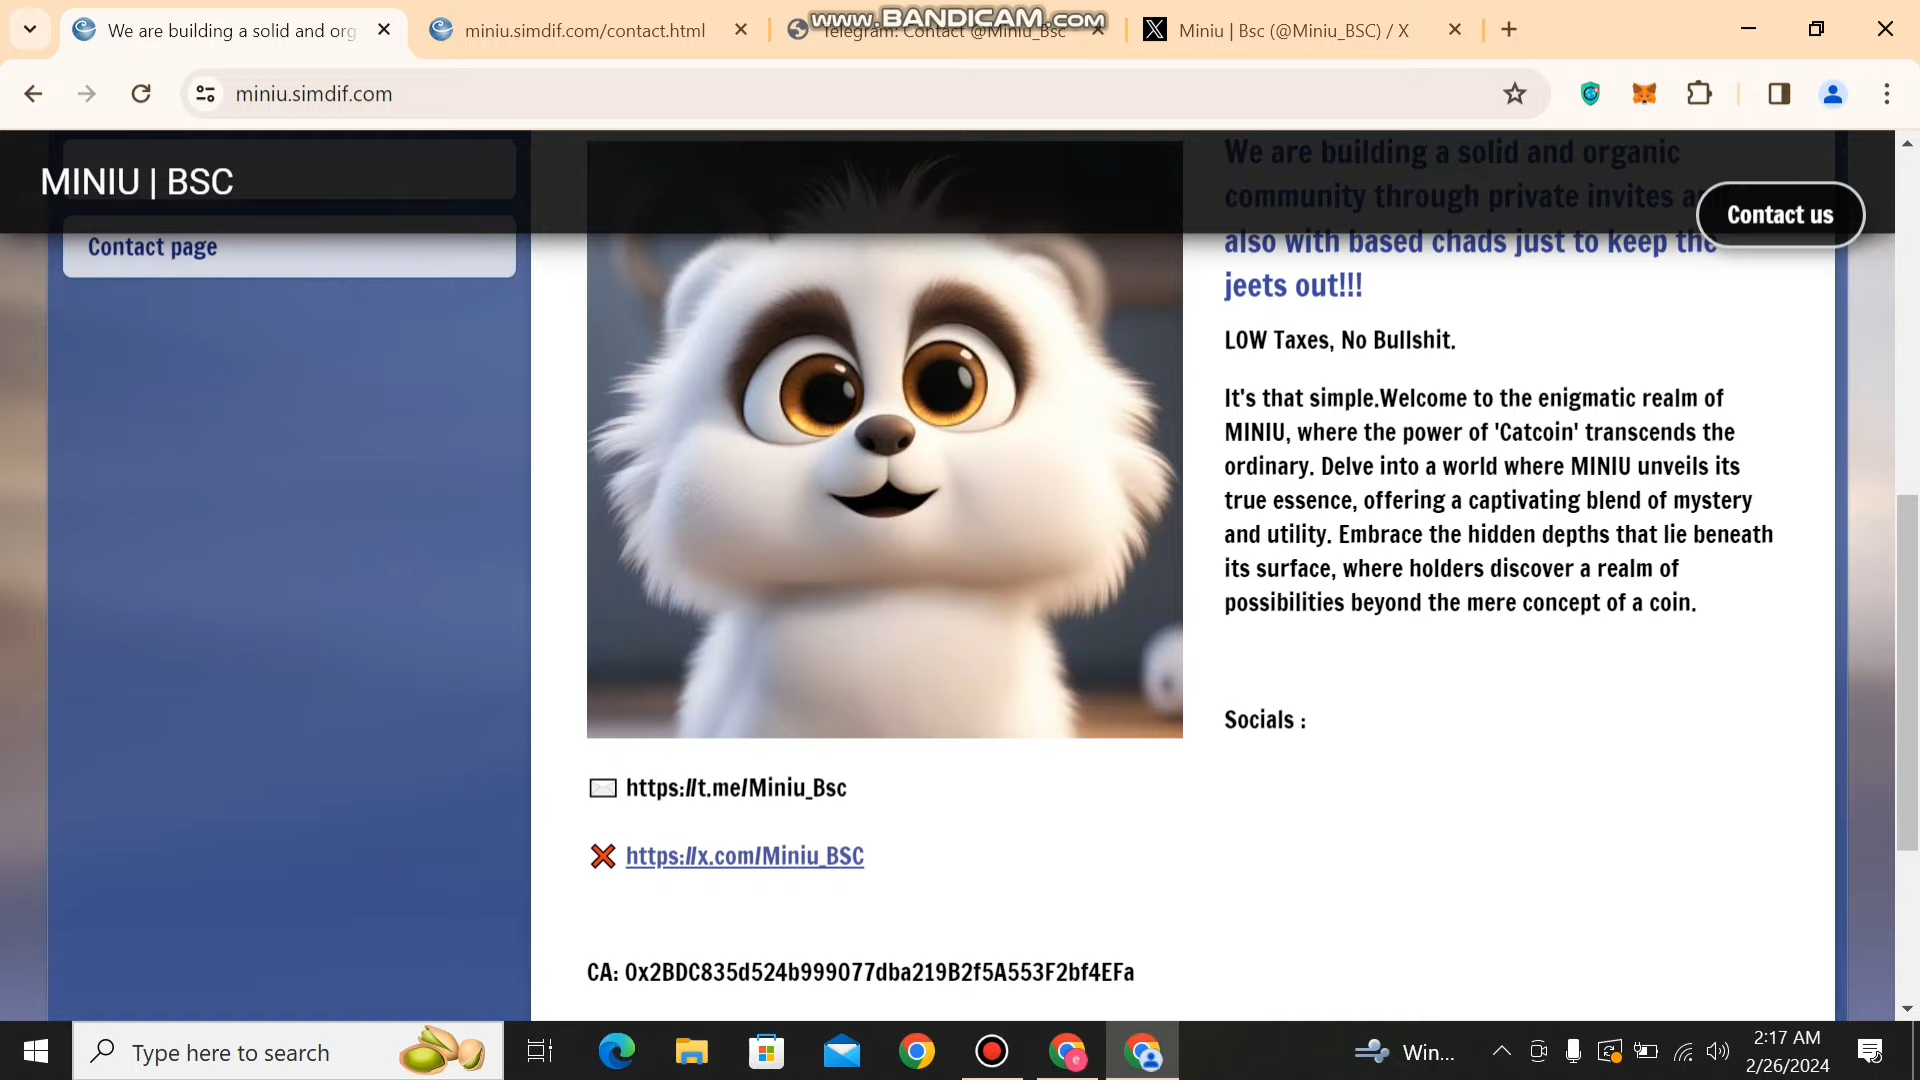 www.BANDICAM.com
We are building a solid and org
miniu.simdif.com/contact.html
Telegram: Contact @Miniu_Bsc
Miniu | Bsc (@Miniu_BSC) / X
miniu.simdif.com
MINIU | BSC
Contact us
Contact page
We are building a solid and organic
community through private invites
also with based chads just to keep the
jeets out!!!
LOW Taxes, No Bullshit.
It's that simple.Welcome to the enigmatic realm of
MINIU, where the power of 'Catcoin' transcends the
ordinary. Delve into a world where MINIU unveils its
true essence, offering a captivating blend of mystery
and utility. Embrace the hidden depths that lie beneath
its surface, where holders discover a realm of
possibilities beyond the mere concept of a coin.
Socials :
https://t.me/Miniu_Bsc
https://x.com/Miniu_BSC
CA: 0x2BDC835d524b999077dba219B2f5A553F2bf4EFa
Type here to search
Win...
2:17 AM
2/26/2024